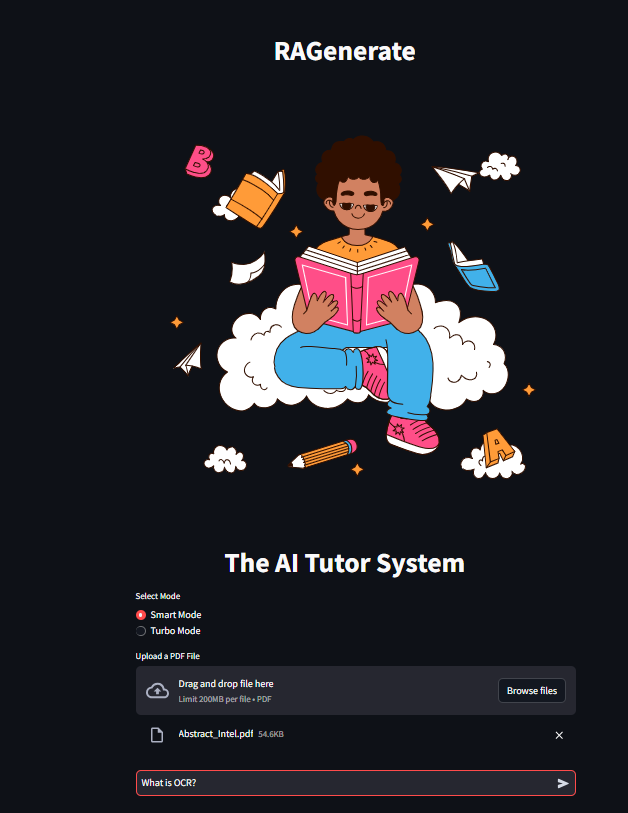 RAGenerate
B
A
The AI Tutor System
Select Mode
Smart Mode
Turbo Mode
Upload a PDF File
Drag and drop file here
Limit 200MB per file • PDF
Browse files
Abstract_Intel.pdf 54.6KB
What is OCR?